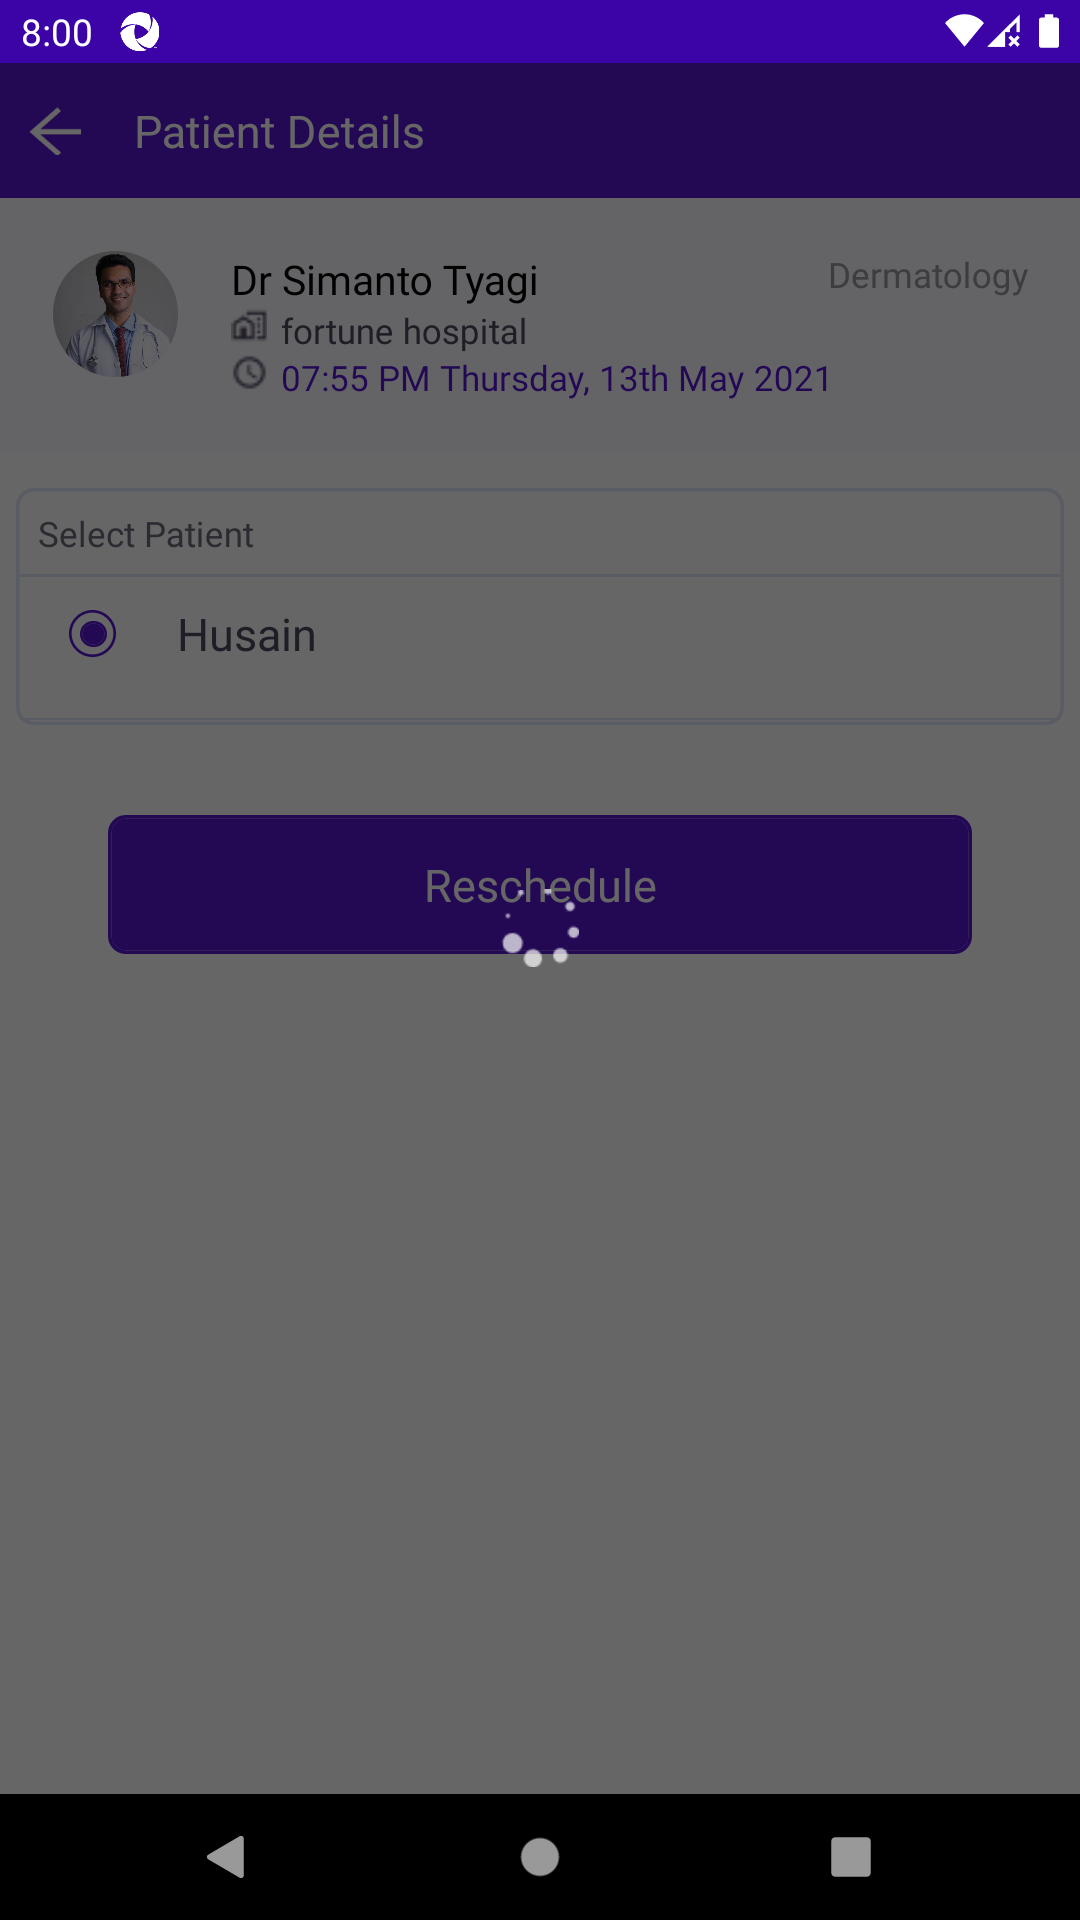 8:00
Patient Details
Dr Simanto Tyagi
Dermatology
fortune hospital
07:55 PM Thursday, 13th May 2021
Select Patient
Husain
Reschedule